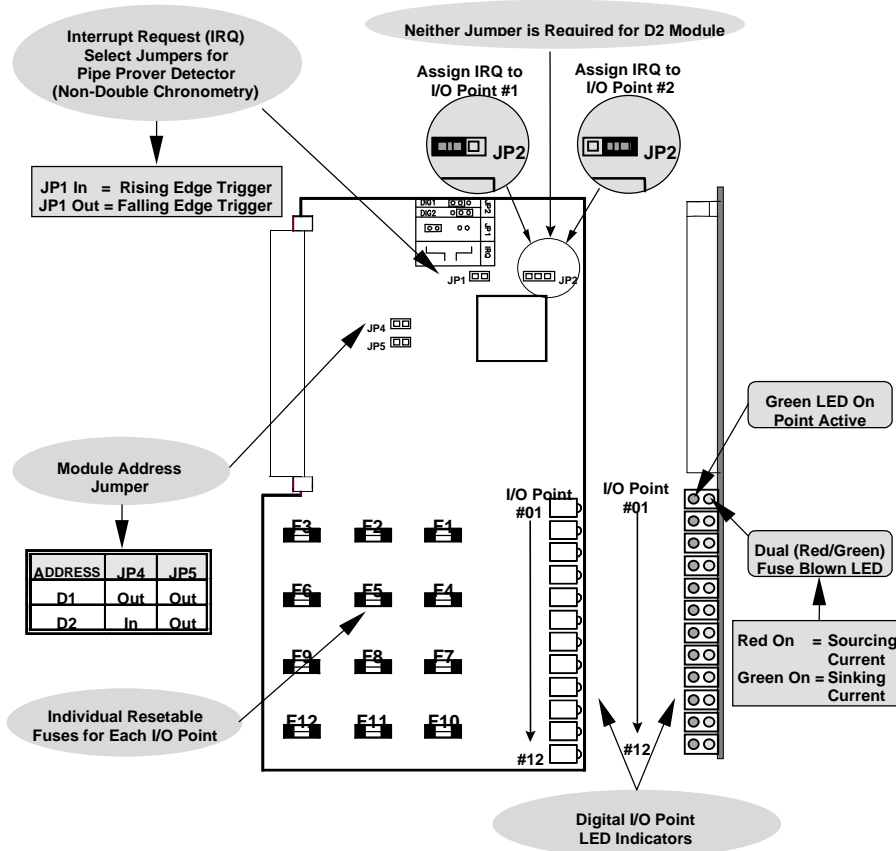 Interrupt Request (IRQ)
Select Jumpers for
Pipe Prover Detector
(Non-Double Chronometry)
Neither Jumper is Required for D2 Module
Assign IRQ to
I/O Point #1
Assign IRQ to
I/O Point #2
JP2
JP2
JP1 In = Rising Edge Trigger
JP1 Out = Falling Edge Trigger
DIG1
DIG2
JP2
JP1
IRQ
JP1
JP2
JP4
JP5
Green LED On
Point Active
Module Address
Jumper
I/O Point
#01
I/O Point
#01
ADDRESS JP4 JP5
D1 Out Out
D2 In Out
F3 F2 F1
F6 F5 F4
F9 F8 F7
F12 F11 F10
Dual (Red/Green)
Fuse Blown LED
Red On = Sourcing
Current
Green On = Sinking
Current
Individual Resetable
Fuses for Each I/O Point
#12
#12
Digital I/O Point
LED Indicators